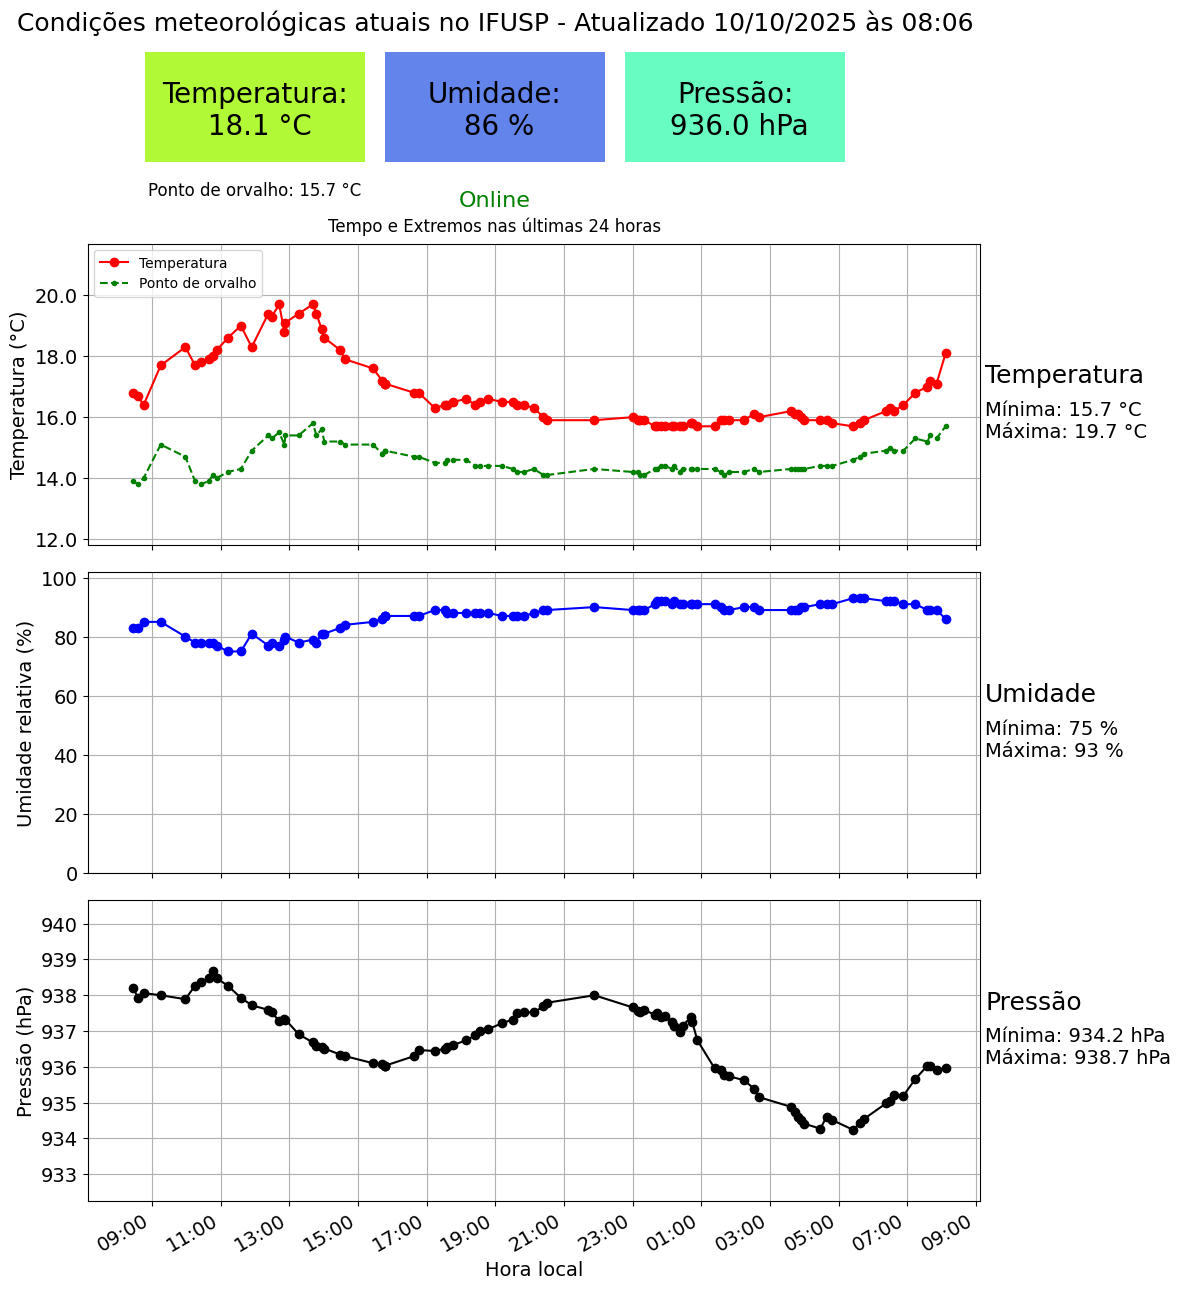 Condições meteorológicas atuais no IFUSP - Atualizado 10/10/2025 às 08:06
Temperatura:
18.1 °C
Umidade:
86 %
Pressão:
936.0 hPa
Ponto de orvalho: 15.7 °C
Online
Tempo e Extremos nas últimas 24 horas
Temperatura
Ponto de orvalho
Temperatura (°C)
20.0
18.0
16.0
14.0
12.0
Temperatura
Mínima: 15.7 °C
Máxima: 19.7 °C
Umidade relativa (%)
100
80
60
40
20
0
Umidade
Mínima: 75 %
Máxima: 93 %
Pressão (hPa)
940
939
938
937
936
935
934
933
Pressão
Mínima: 934.2 hPa
Máxima: 938.7 hPa
09:00 11:00 13:00 15:00 17:00 19:00 21:00 23:00 01:00 03:00 05:00 07:00 09:00
Hora local